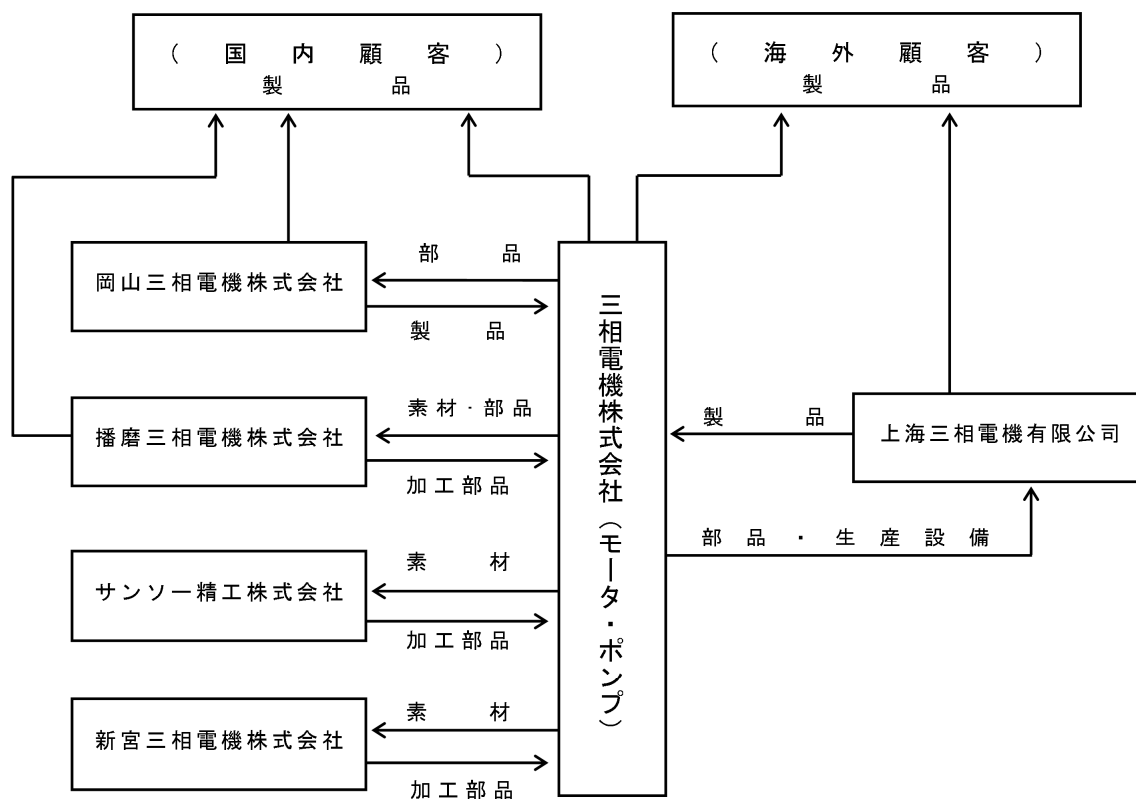 (国内顧客)
製品
(海外顧客)
製品
岡山三相電機株式会社
部品
製品
播磨三相電機株式会社
素材・部品
加工部品
サンソー精工株式会社
素材
加工部品
新宮三相電機株式会社
素材
加工部品
三相電機株式会社(モータ・ポンプ)
製品
上海三相電機有限公司
部品・生産設備